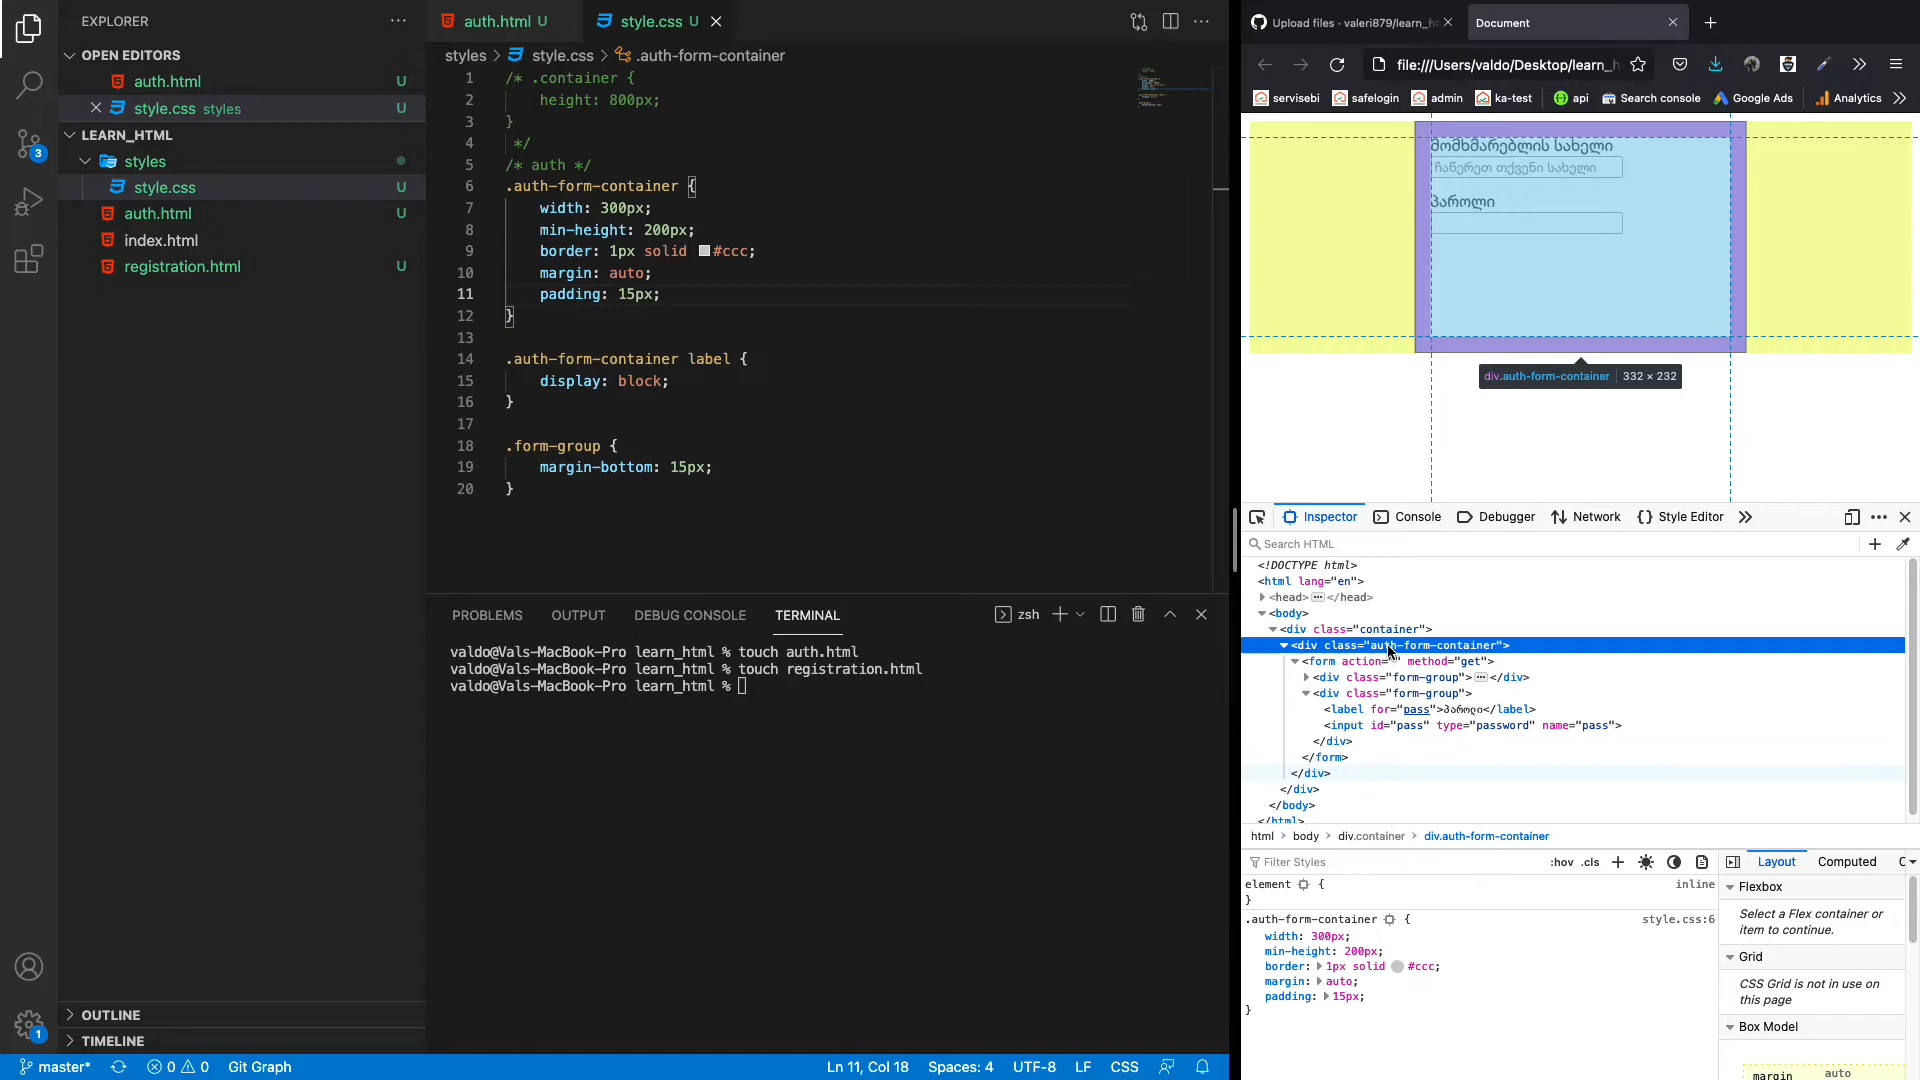 EXPLORER
OPEN EDITORS
auth.html U
style.css styles U
LEARN_HTML
styles
style.css U
auth.html U
index.html
registration.html U
OUTLINE
TIMELINE
3
1
auth.html U
style.css U
styles > style.css > .auth-form-container
1 /* .container {
2 height: 800px;
3 }
4 */
5 /* auth */
6 .auth-form-container {
7 width: 300px;
8 min-height: 200px;
9 border: 1px solid #ccc;
10 margin: auto;
11 padding: 15px;
12 }
13
14 .auth-form-container label {
15 display: block;
16 }
17
18 .form-group {
19 margin-bottom: 15px;
20 }
PROBLEMS OUTPUT DEBUG CONSOLE TERMINAL zsh
valdo@Vals-MacBook-Pro learn_html % touch auth.html
valdo@Vals-MacBook-Pro learn_html % touch registration.html
valdo@Vals-MacBook-Pro learn_html %
master* 0 0 Git Graph Ln 11, Col 18 Spaces: 4 UTF-8 LF CSS
Upload files · valeri879/learn_h
Document
file:///Users/valdo/Desktop/learn_h
servisebi safelogin admin ka-test api Search console Google Ads Analytics
მომხმარებლის სახელი
ჩაწერეთ თქვენი სახელი
პაროლი
div.auth-form-container 332 × 232
Inspector Console Debugger Network Style Editor
Search HTML
<!DOCTYPE html>
<html lang="en">
<head> </head>
<body>
<div class="container">
<div class="auth-form-container">
<form action="" method="get">
<div class="form-group"> </div>
<div class="form-group">
<label for="pass">პაროლი</label>
<input id="pass" type="password" name="pass">
</div>
</form>
</div>
</div>
</body>
</html>
html > body > div.container > div.auth-form-container
Filter Styles :hov .cls
Layout Computed
element { inline
}
.auth-form-container { style.css:6
width: 300px;
min-height: 200px;
border: 1px solid #ccc;
margin: auto;
padding: 15px;
}
Flexbox
Select a Flex container or
item to continue.
Grid
CSS Grid is not in use on
this page
Box Model
margin auto